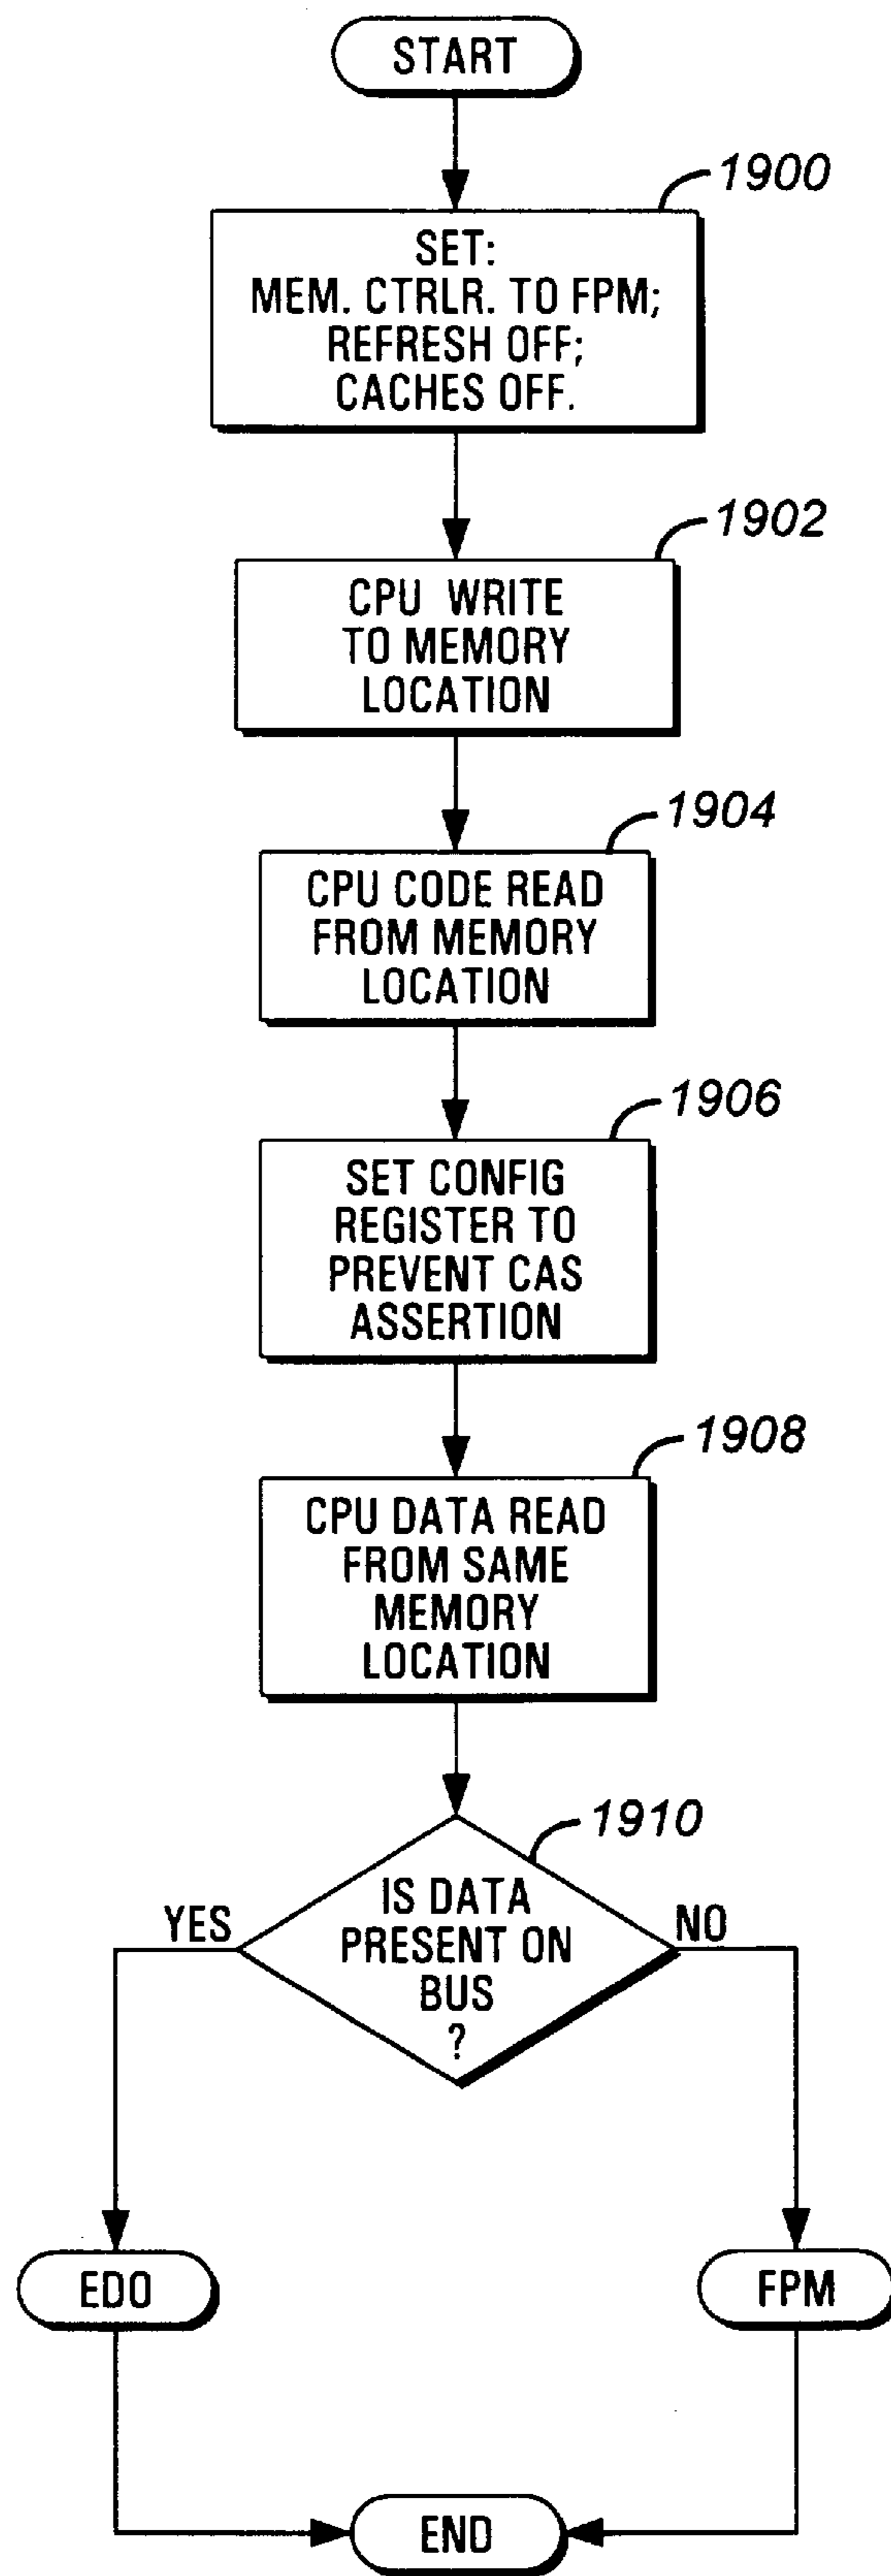 START
1900
SET:
MEM. CTRLR. TO FPM;
REFRESH OFF;
CACHES OFF.
1902
CPU WRITE
TO MEMORY
LOCATION
1904
CPU CODE READ
FROM MEMORY
LOCATION
1906
SET CONFIG
REGISTER TO
PREVENT CAS
ASSERTION
1908
CPU DATA READ
FROM SAME
MEMORY
LOCATION
1910
IS DATA
PRESENT ON
BUS
?
YES
NO
EDO
FPM
END